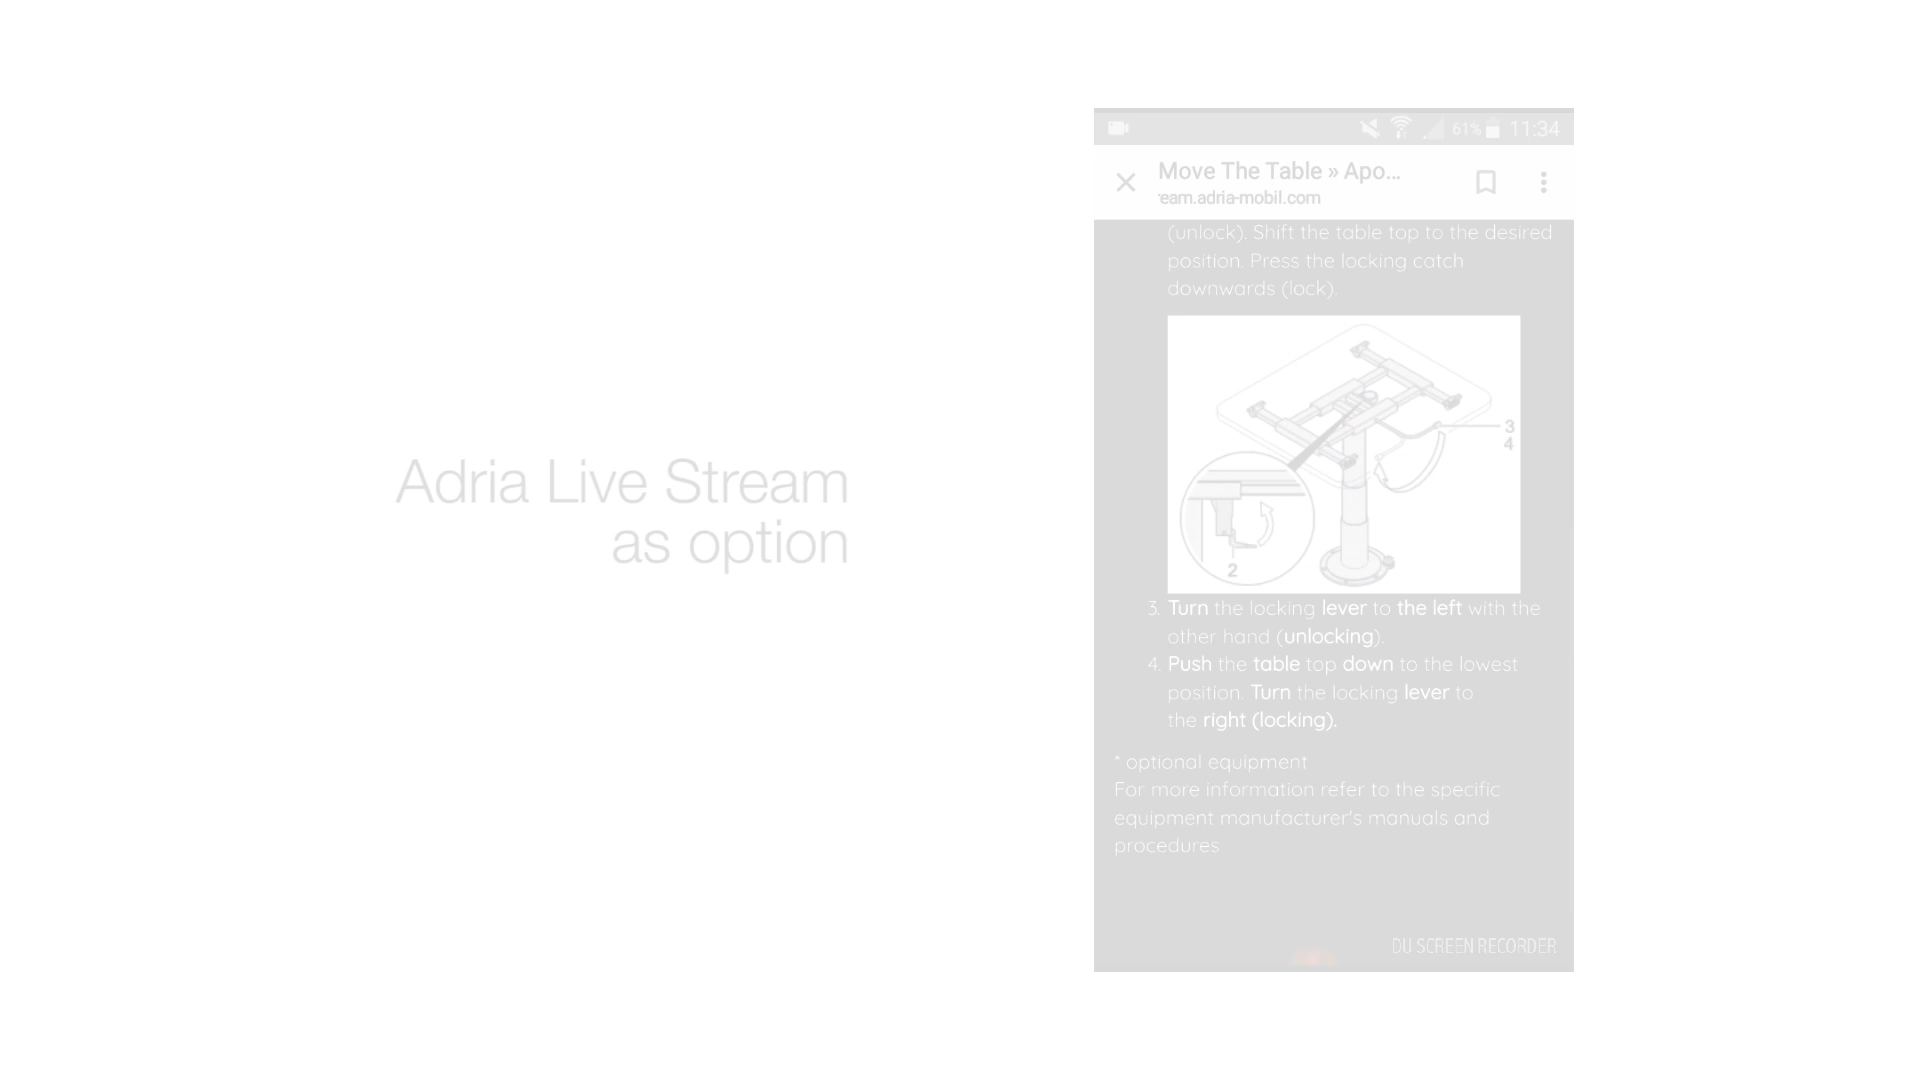 Adria Live Stream
as option
61% 11:34
Move The Table » Apo...
eam.adria-mobil.com
(unlock). Shift the table top to the desired
position. Press the locking catch
downwards (lock).
3
4
2
3. Turn the locking lever to the left with the
other hand (unlocking).
4. Push the table top down to the lowest
position. Turn the locking lever to
the right (locking).
* optional equipment
For more information refer to the specific
equipment manufacturer's manuals and
procedures
DU SCREEN RECORDER